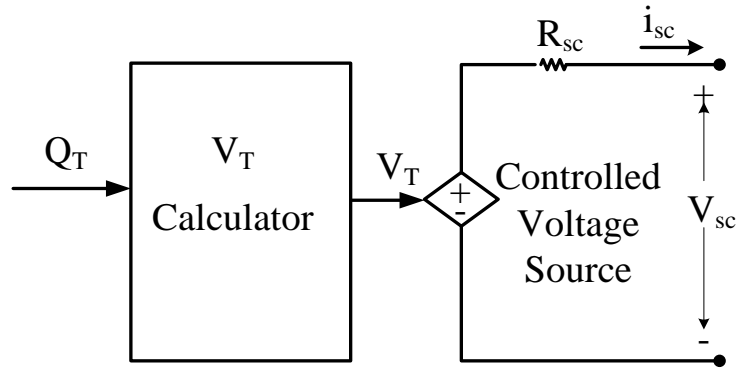 R_sc
i_sc
Q_T
V_T
Calculator
V_T
+
-
Controlled
Voltage
Source
+
V_sc
-